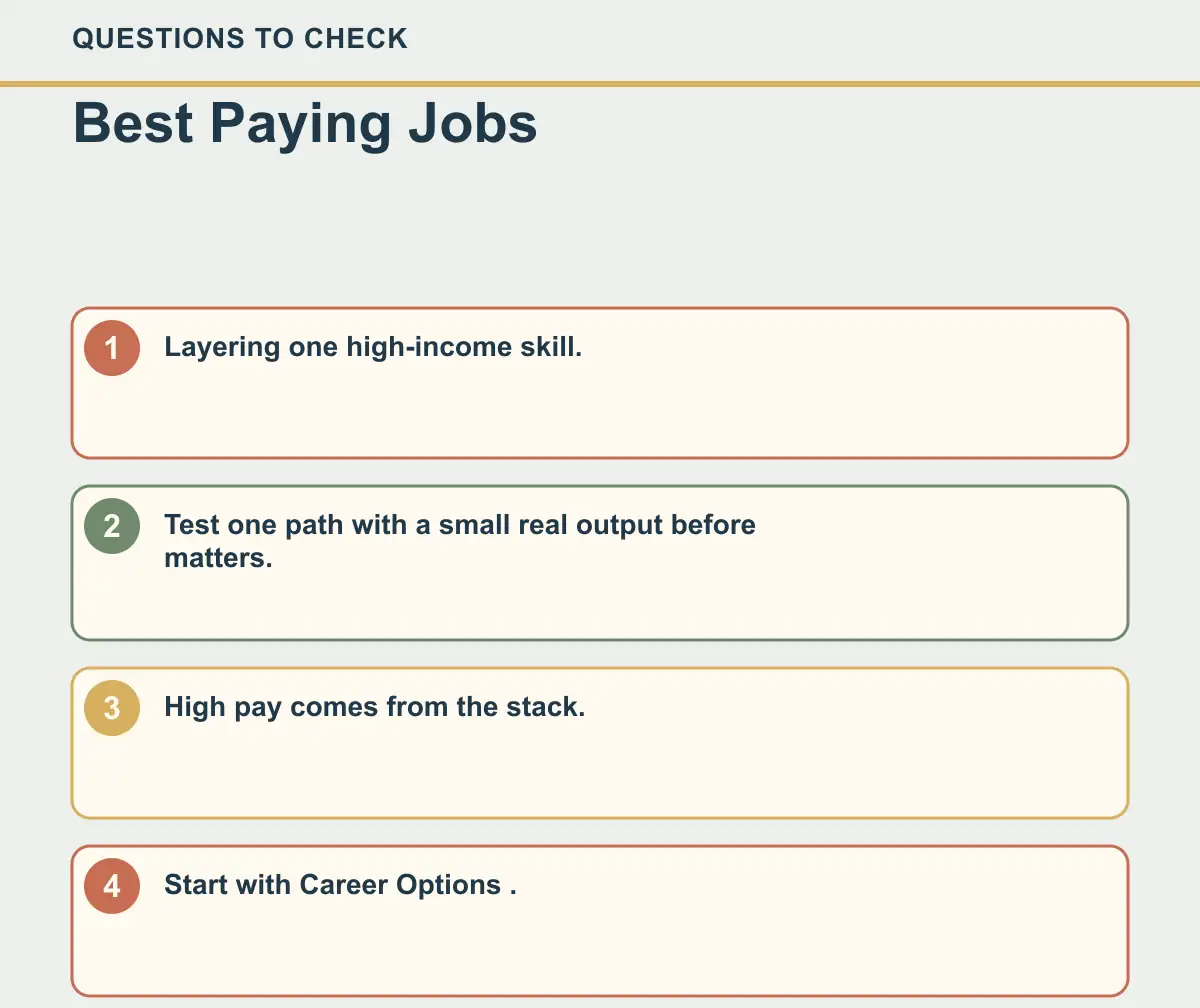 QUESTIONS TO CHECK
Best Paying Jobs
1
Layering one high-income skill.
2
Test one path with a small real output before
matters.
3
High pay comes from the stack.
4
Start with Career Options .